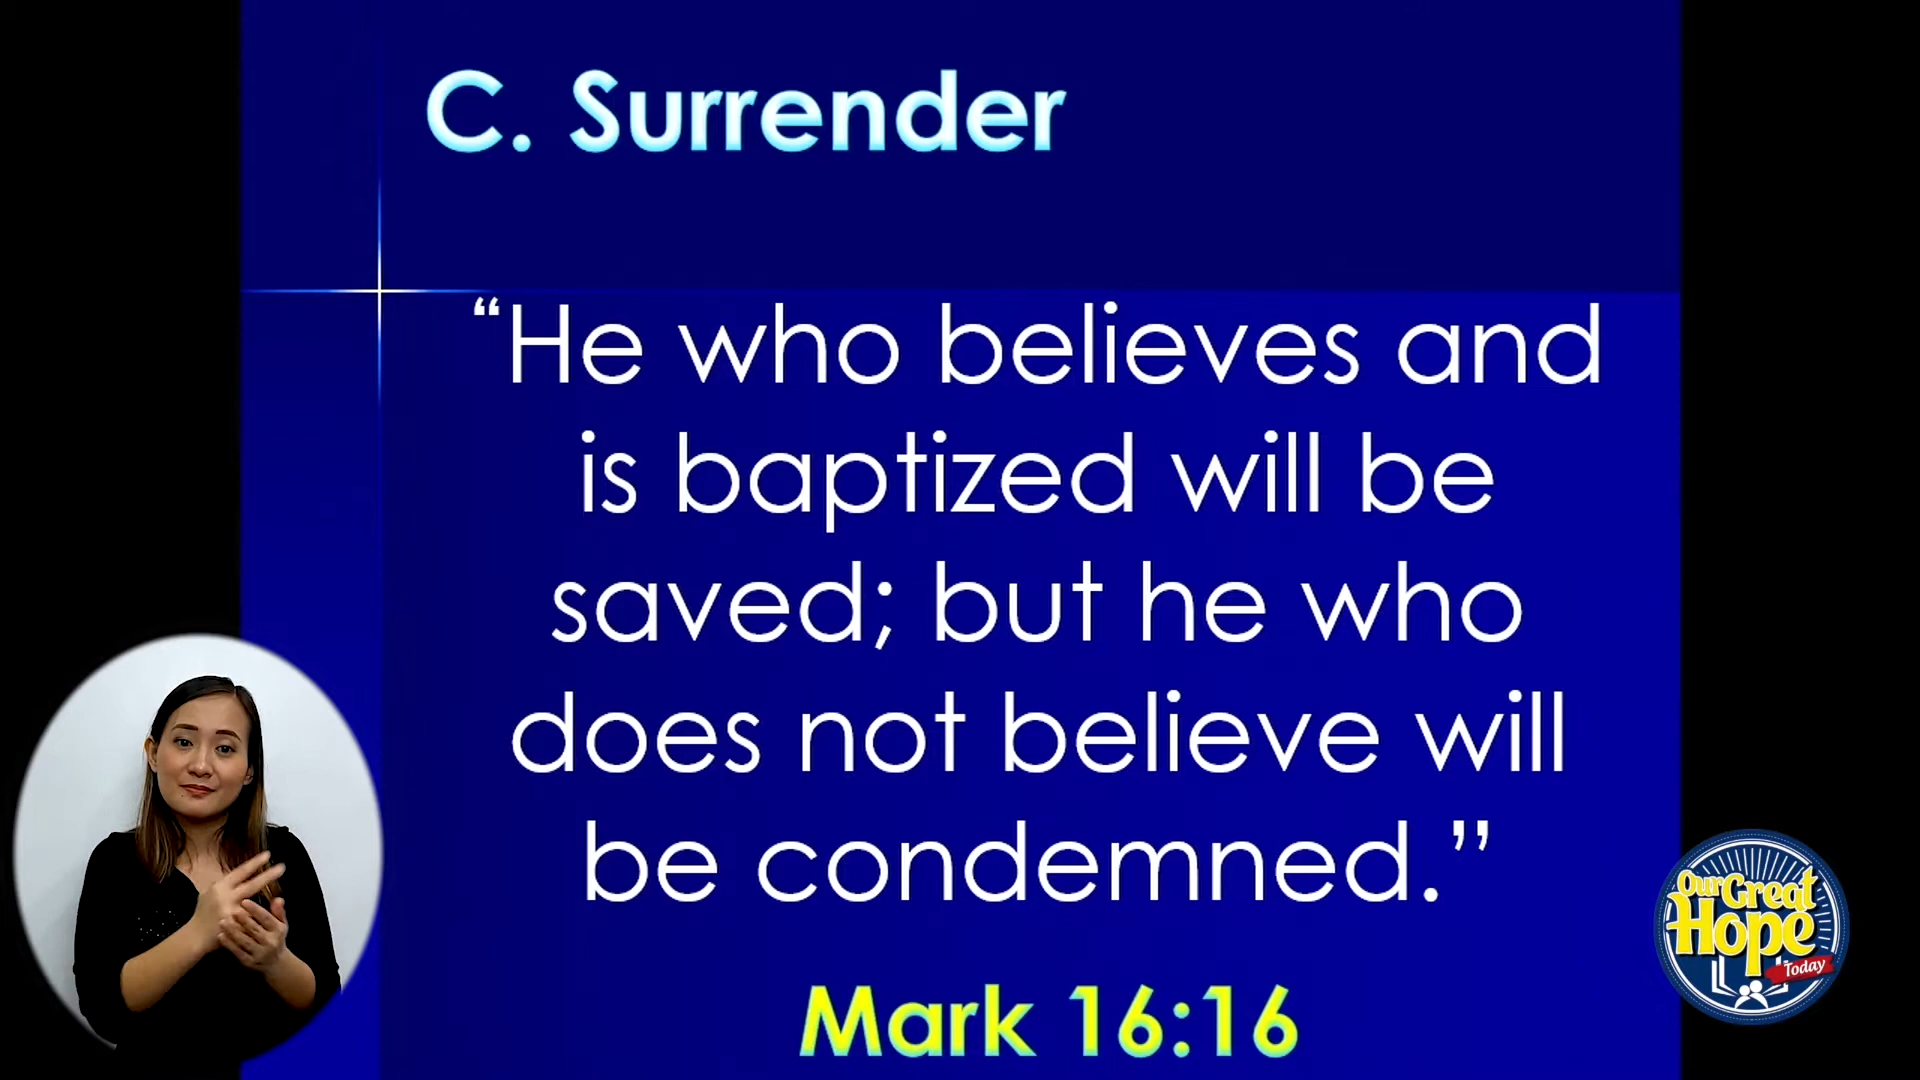 C. Surrender
“He who believes and
is baptized will be
saved; but he who
does not believe will
be condemned.”
Mark 16:16
Our Great
Hope
Today